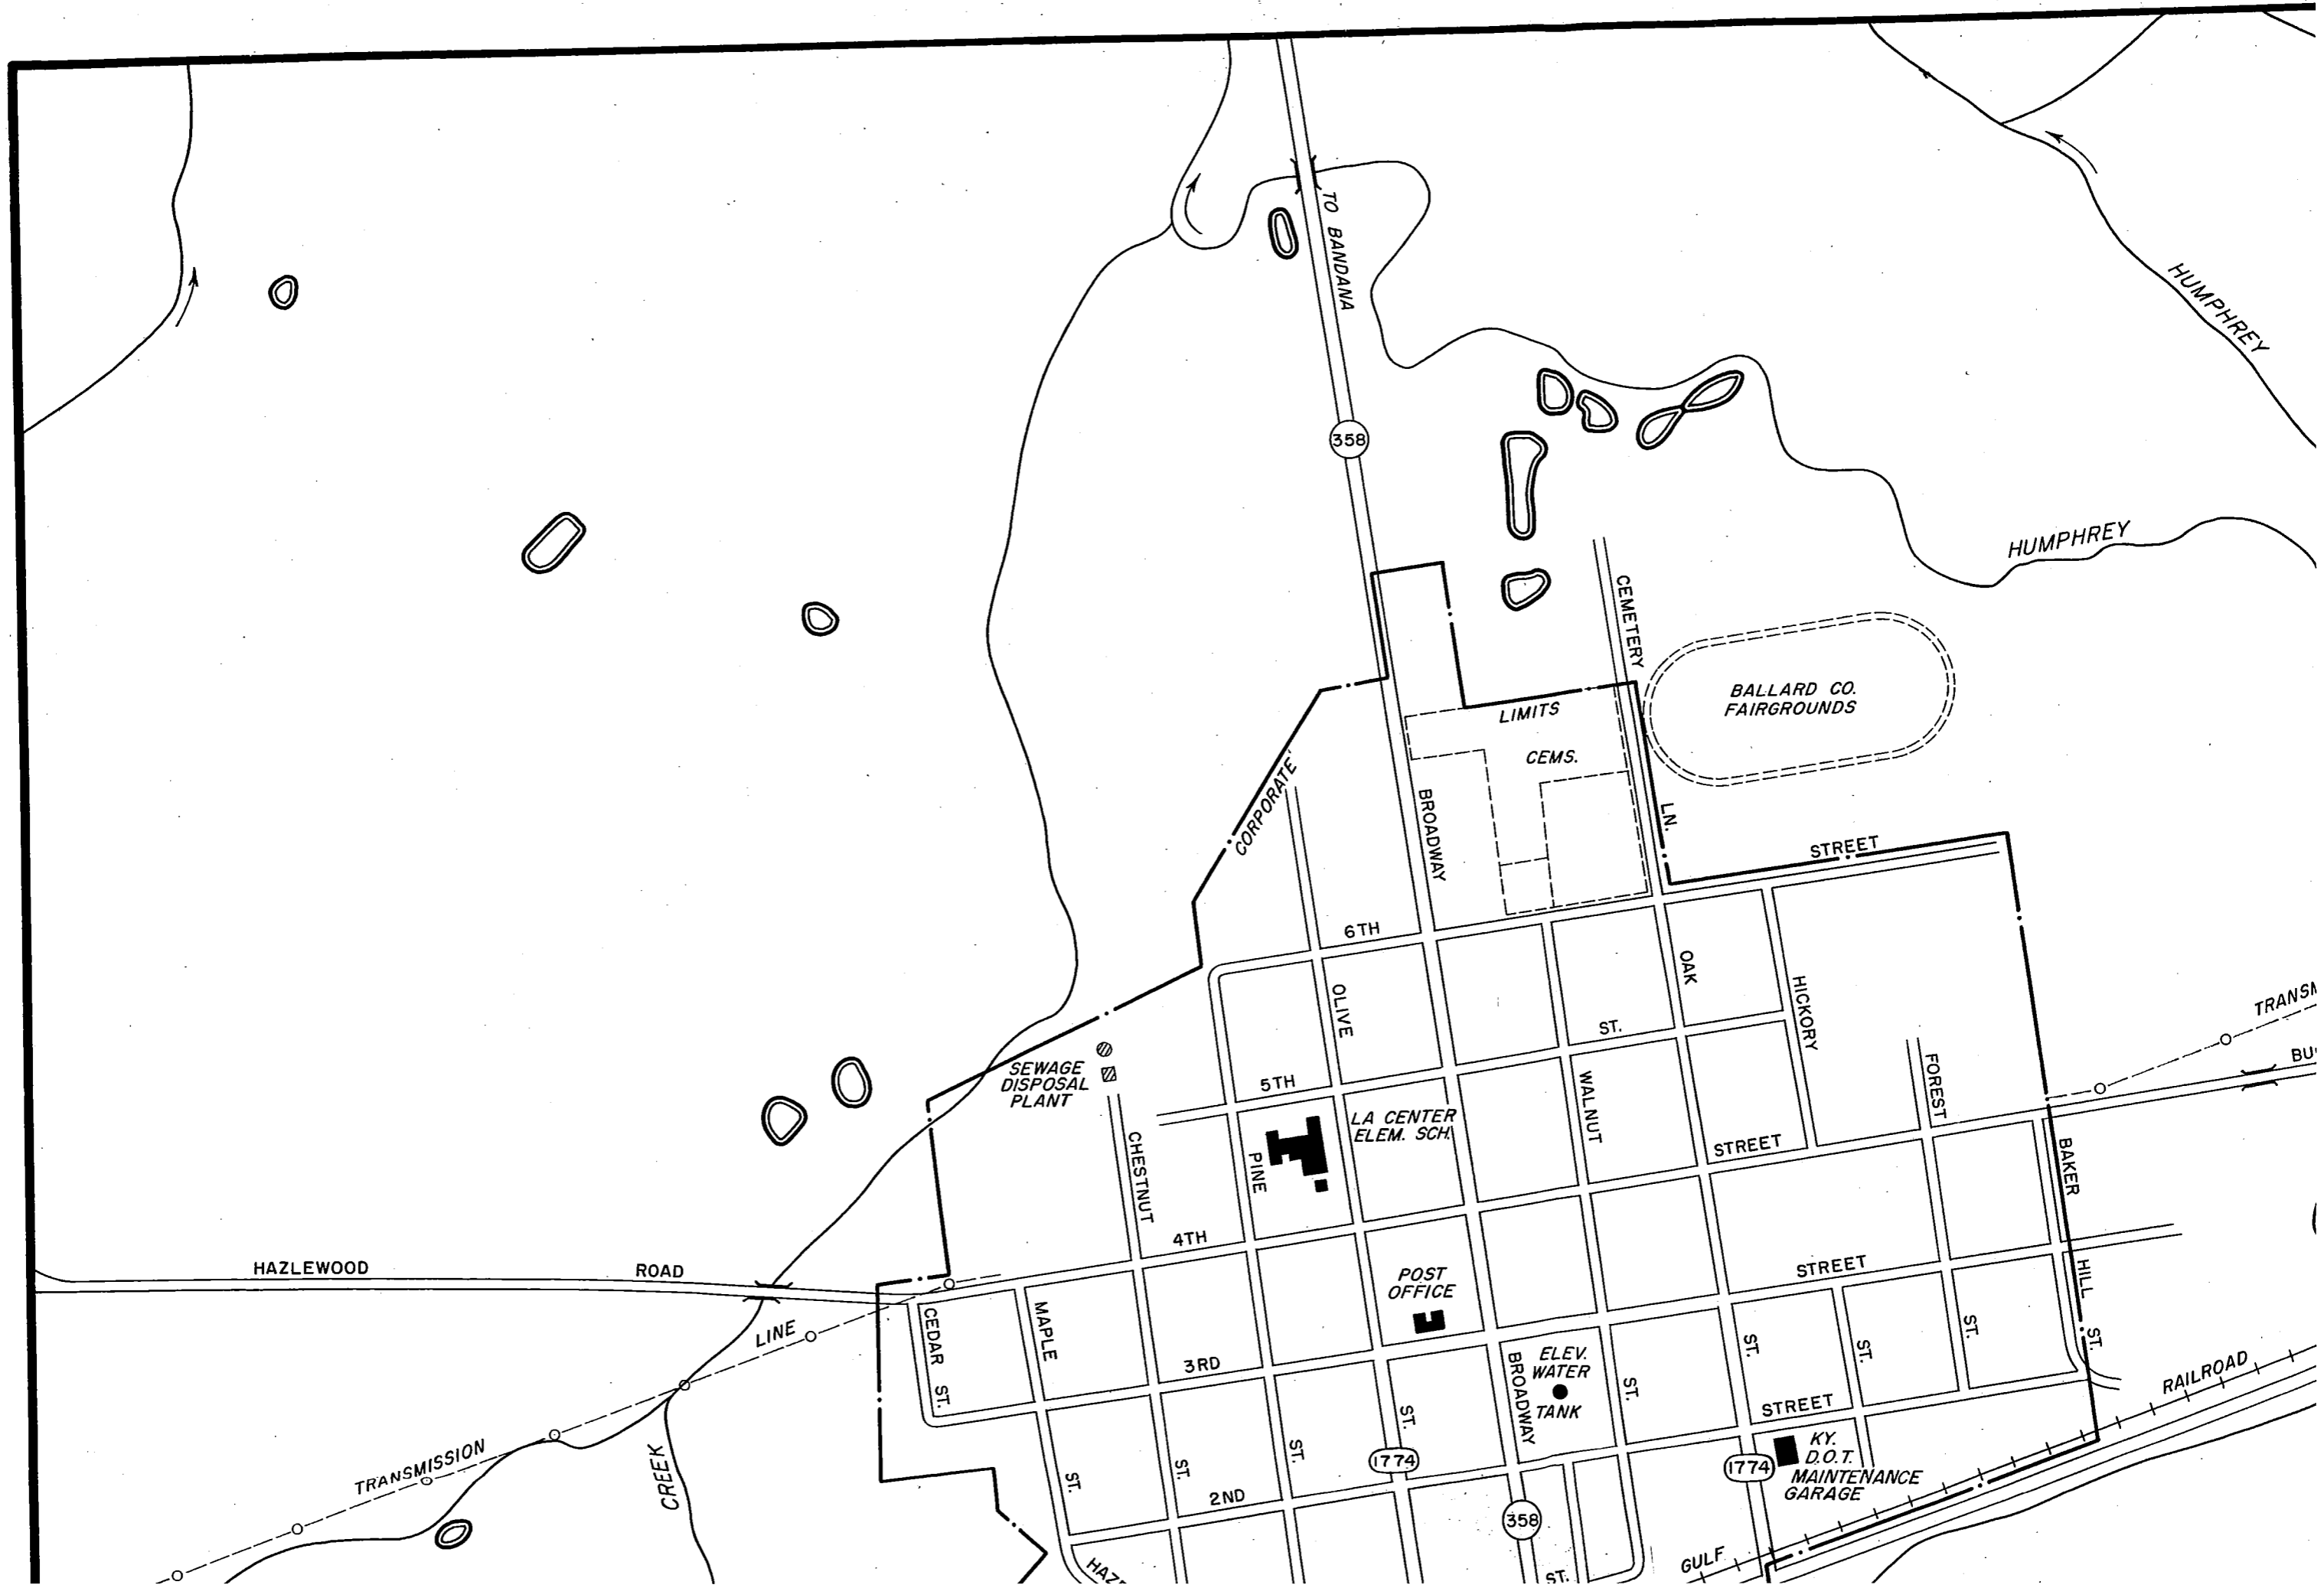 TO BANDANA
HUMPHREY
358
HUMPHREY
CEMETERY
BALLARD CO.
FAIRGROUNDS
LIMITS
CEMS.
CORPORATE
BROADWAY
LN.
STREET
6TH
OAK
OLIVE
HICKORY
ST.
SEWAGE
DISPOSAL
PLANT
5TH
WALNUT
FOREST
LA CENTER
ELEM. SCH.
CHESTNUT
PINE
STREET
BAKER
4TH
HAZLEWOOD ROAD
POST
OFFICE
STREET
HILL
CEDAR
MAPLE
LINE
3RD
ELEV.
WATER
TANK
BROADWAY
ST.
ST.
ST.
ST.
RAILROAD
ST.
ST.
ST.
STREET
TRANSMISSION
CREEK
ST.
ST.
ST.
1774
1774
KY.
D.O.T.
MAINTENANCE
GARAGE
2ND
358
GULF
ST.